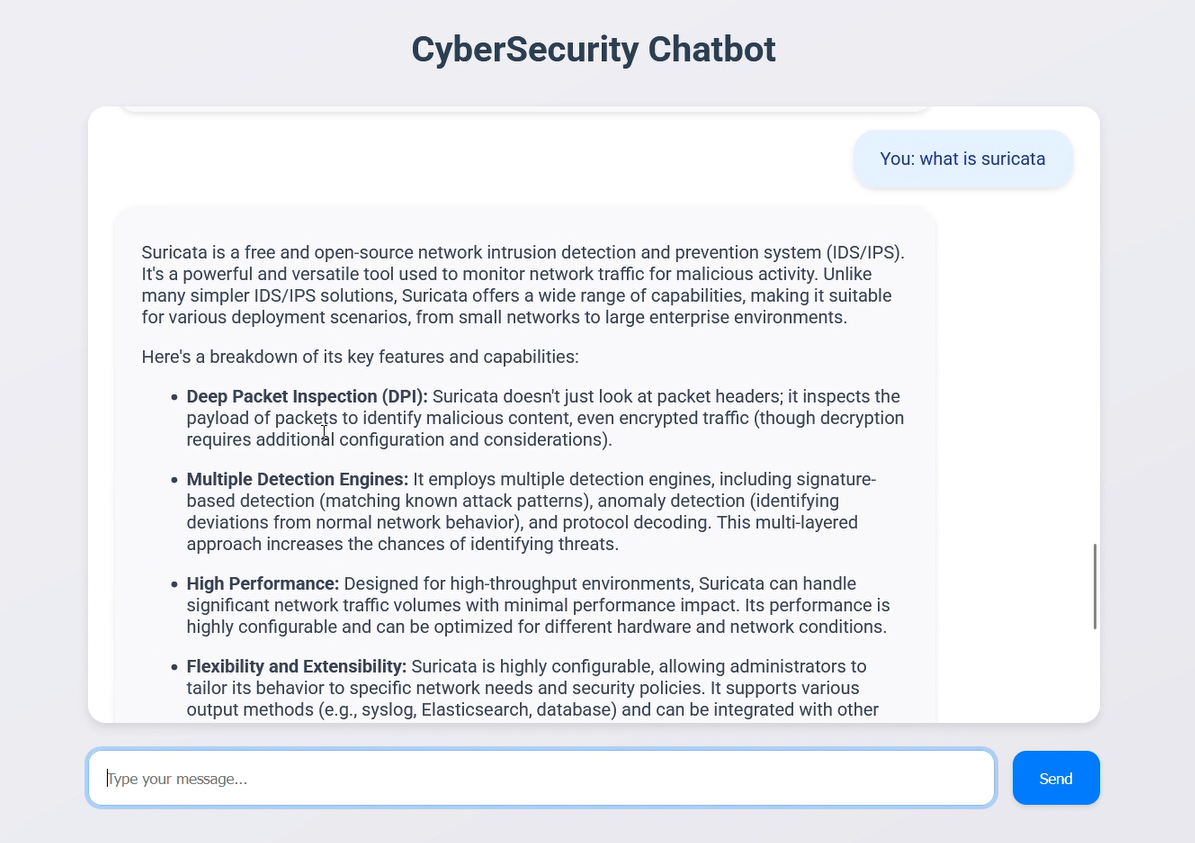 CyberSecurity Chatbot
You: what is suricata
Suricata is a free and open-source network intrusion detection and prevention system (IDS/IPS).
It's a powerful and versatile tool used to monitor network traffic for malicious activity. Unlike
many simpler IDS/IPS solutions, Suricata offers a wide range of capabilities, making it suitable
for various deployment scenarios, from small networks to large enterprise environments.
Here's a breakdown of its key features and capabilities:
• Deep Packet Inspection (DPI): Suricata doesn't just look at packet headers; it inspects the
payload of packets to identify malicious content, even encrypted traffic (though decryption
requires additional configuration and considerations).
• Multiple Detection Engines: It employs multiple detection engines, including signature-
based detection (matching known attack patterns), anomaly detection (identifying
deviations from normal network behavior), and protocol decoding. This multi-layered
approach increases the chances of identifying threats.
• High Performance: Designed for high-throughput environments, Suricata can handle
significant network traffic volumes with minimal performance impact. Its performance is
highly configurable and can be optimized for different hardware and network conditions.
• Flexibility and Extensibility: Suricata is highly configurable, allowing administrators to
tailor its behavior to specific network needs and security policies. It supports various
output methods (e.g., syslog, Elasticsearch, database) and can be integrated with other
Type your message...
Send